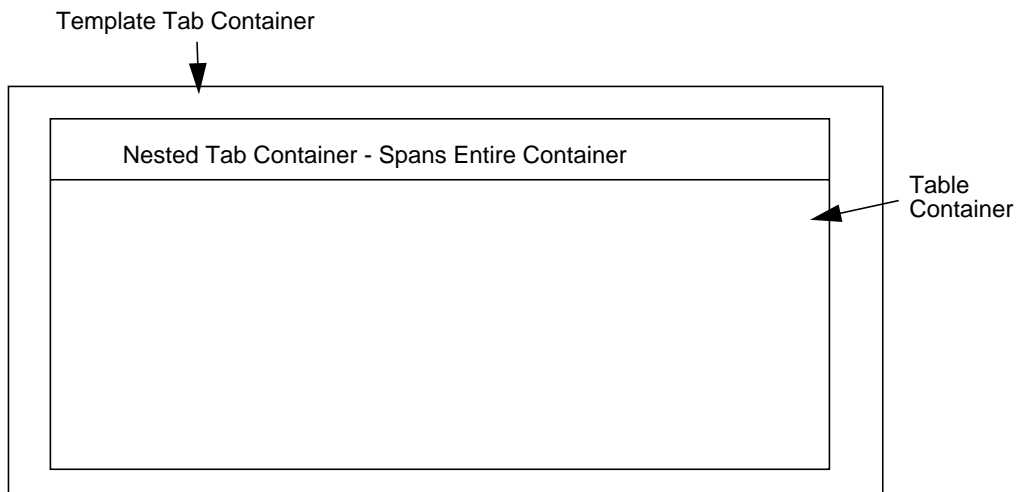 Template Tab Container
Nested Tab Container - Spans Entire Container
Table
Container